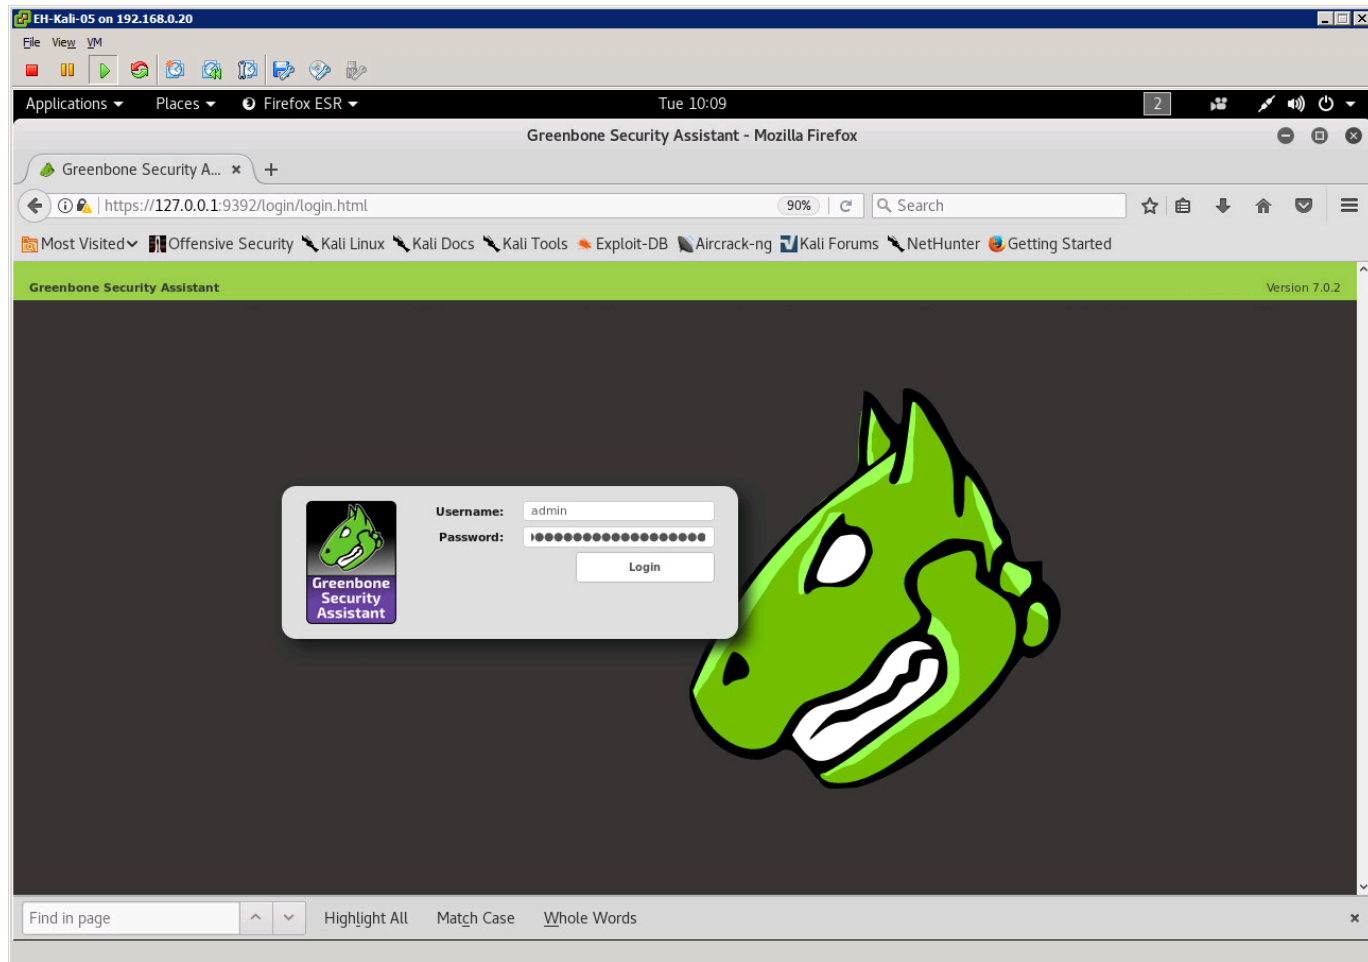 EH-Kali-05 on 192.168.0.20
File View VM
Applications Places Firefox ESR Tue 10:09 2
Greenbone Security Assistant - Mozilla Firefox
Greenbone Security A...
https://127.0.0.1:9392/login/login.html 90% Search
Most Visited Offensive Security Kali Linux Kali Docs Kali Tools Exploit-DB Aircrack-ng Kali Forums NetHunter Getting Started
Greenbone Security Assistant Version 7.0.2
Username: admin
Password:
Login
Greenbone
Security
Assistant
Find in page Highlight All Match Case Whole Words